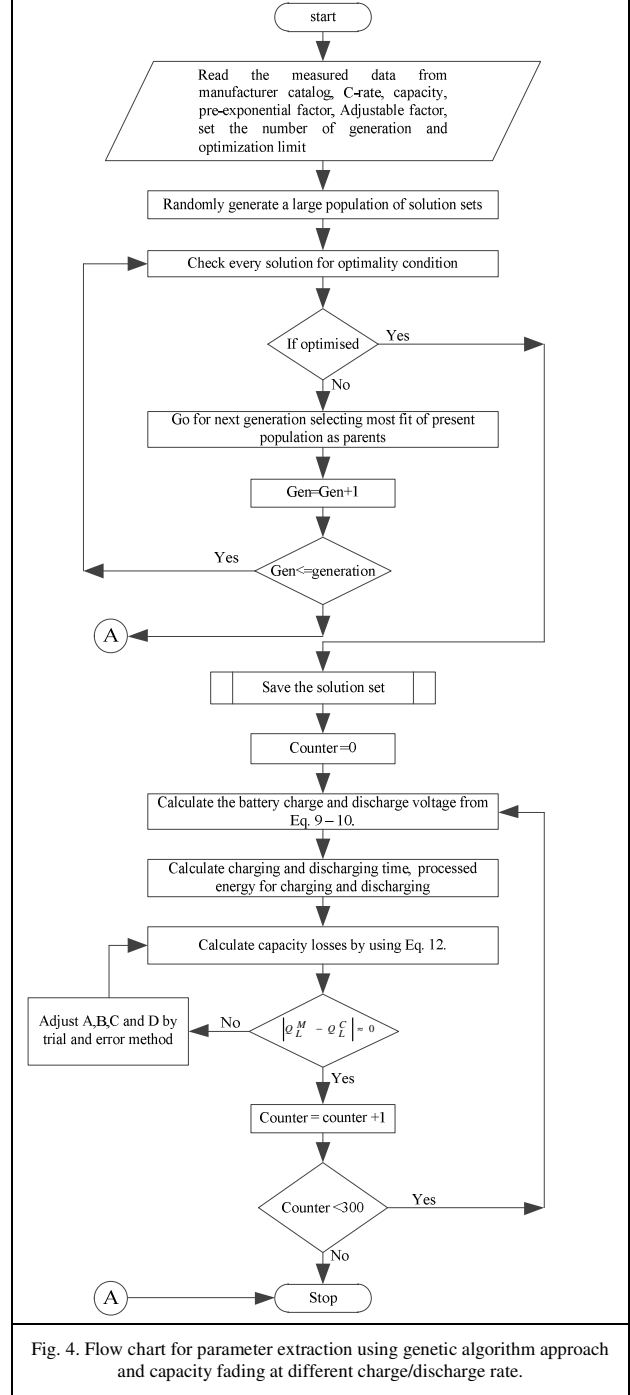 start
Read the measured data from
manufacturer catalog, C-rate, capacity,
pre-exponential factor, Adjustable factor,
set the number of generation and
optimization limit
Randomly generate a large population of solution sets
Check every solution for optimality condition
If optimised
Yes
No
Go for next generation selecting most fit of present
population as parents
Gen=Gen+1
Yes
Gen<=generation
A
Save the solution set
Counter=0
Calculate the battery charge and discharge voltage from
Eq. 9 – 10.
Calculate charging and discharging time, processed
energy for charging and discharging
Calculate capacity losses by using Eq. 12.
Adjust A,B,C and D by
trial and error method
No
|Q_L^M − Q_L^C| ≈ 0
Yes
Counter = counter +1
Counter <300
Yes
No
A
Stop
Fig. 4. Flow chart for parameter extraction using genetic algorithm approach
and capacity fading at different charge/discharge rate.